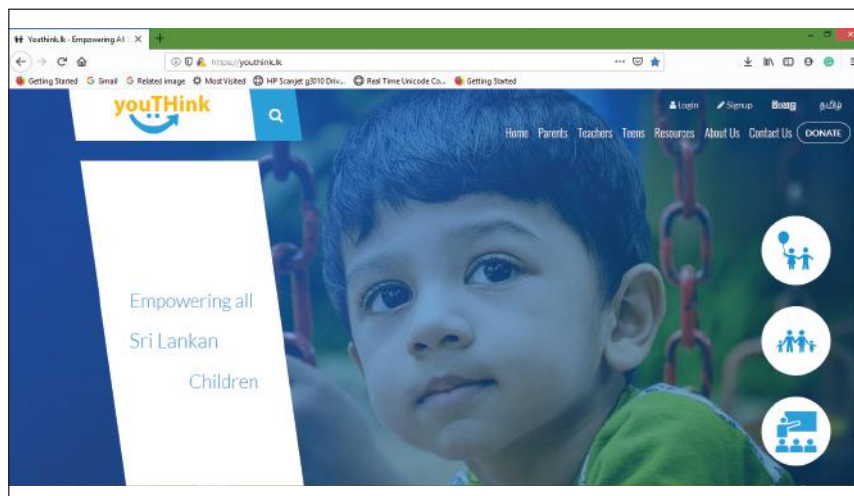 Youthink.lk - Empowering All S
https://youthink.lk
Getting Started Gmail Related image Most Visited HP Scanjet g3010 Driv... Real Time Unicode Co... Getting Started
youTHink
Login Signup සිංහල தமிழ்
Home Parents Teachers Teens Resources About Us Contact Us DONATE
Empowering all
Sri Lankan
Children